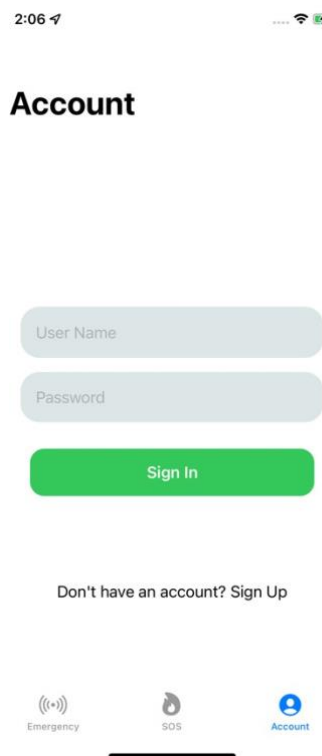 2:06
Account
User Name
Password
Sign In
Don't have an account? Sign Up
Emergency
SOS
Account